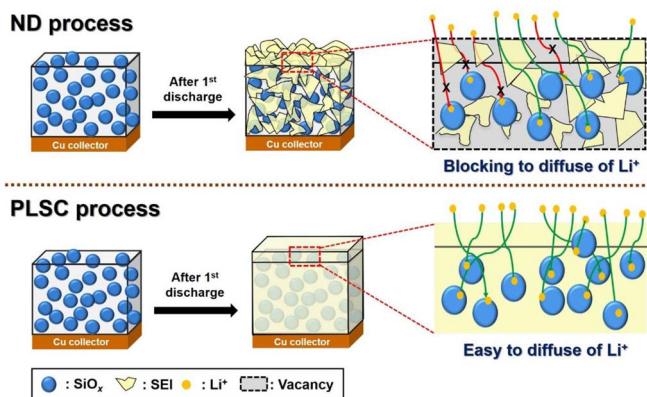 ND process
After 1st
discharge
Cu collector
Cu collector
Blocking to diffuse of Li⁺
PLSC process
After 1st
discharge
Cu collector
Cu collector
Easy to diffuse of Li⁺
: SiOx : SEI : Li⁺ : Vacancy